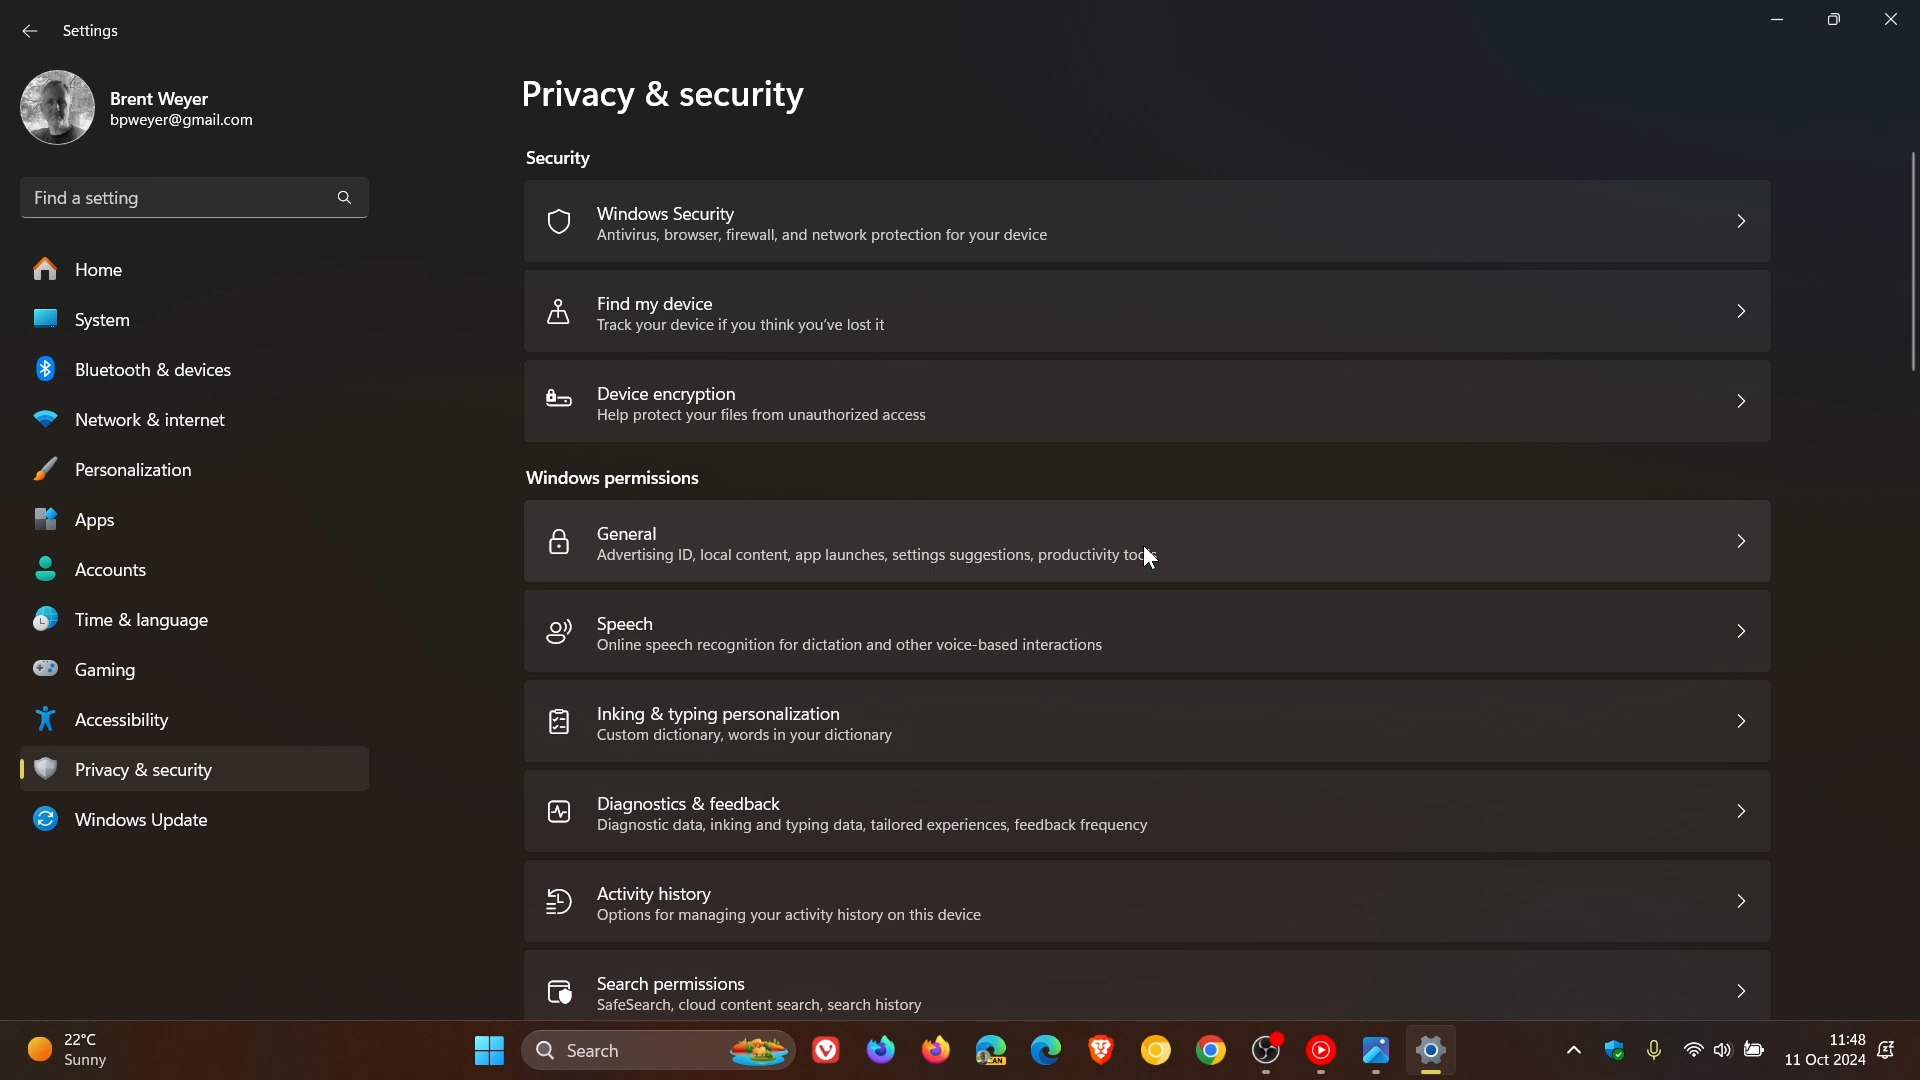 Settings
Brent Weyer
bpweyer@gmail.com
Find a setting
Home
System
Bluetooth & devices
Network & internet
Personalization
Apps
Accounts
Time & language
Gaming
Accessibility
Privacy & security
Windows Update
Privacy & security
Security
Windows Security
Antivirus, browser, firewall, and network protection for your device
Find my device
Track your device if you think you've lost it
Device encryption
Help protect your files from unauthorized access
Windows permissions
General
Advertising ID, local content, app launches, settings suggestions, productivity tools
Speech
Online speech recognition for dictation and other voice-based interactions
Inking & typing personalization
Custom dictionary, words in your dictionary
Diagnostics & feedback
Diagnostic data, inking and typing data, tailored experiences, feedback frequency
Activity history
Options for managing your activity history on this device
Search permissions
SafeSearch, cloud content search, search history
22°C
Sunny
Search
CAN
11:48
11 Oct 2024